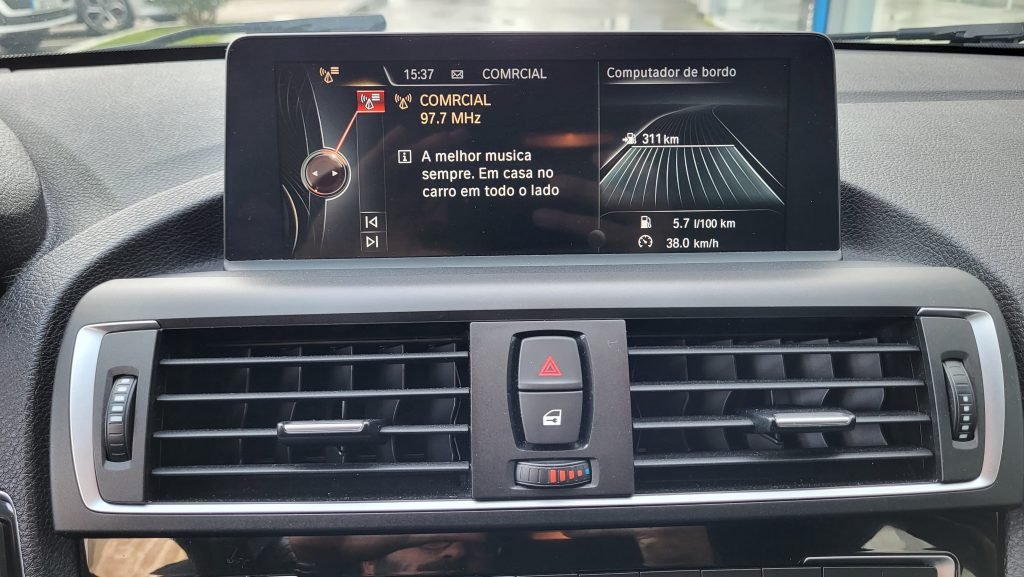 15:37 COMRCIAL
COMRCIAL
97.7 MHz
A melhor musica
sempre. Em casa no
carro em todo o lado
Computador de bordo
311 km
5.7 l/100 km
38.0 km/h